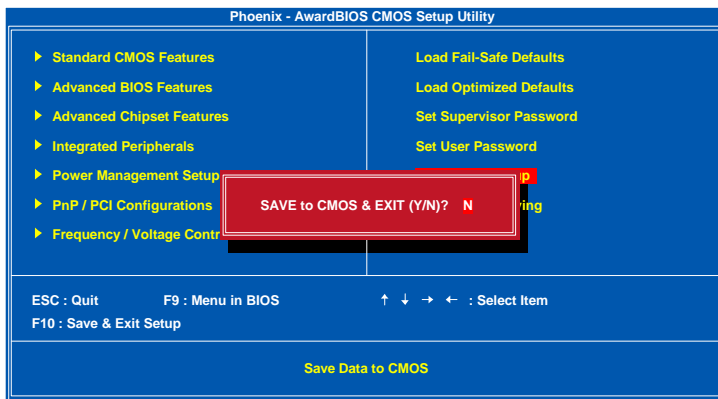 Phoenix - AwardBIOS CMOS Setup Utility
Standard CMOS Features
Advanced BIOS Features
Advanced Chipset Features
Integrated Peripherals
Power Management Setup
PnP / PCI Configurations
Frequency / Voltage Contr
Load Fail-Safe Defaults
Load Optimized Defaults
Set Supervisor Password
Set User Password
SAVE to CMOS & EXIT (Y/N)? N
ESC : Quit F9 : Menu in BIOS ↑ ↓ → ← : Select Item
F10 : Save & Exit Setup
Save Data to CMOS